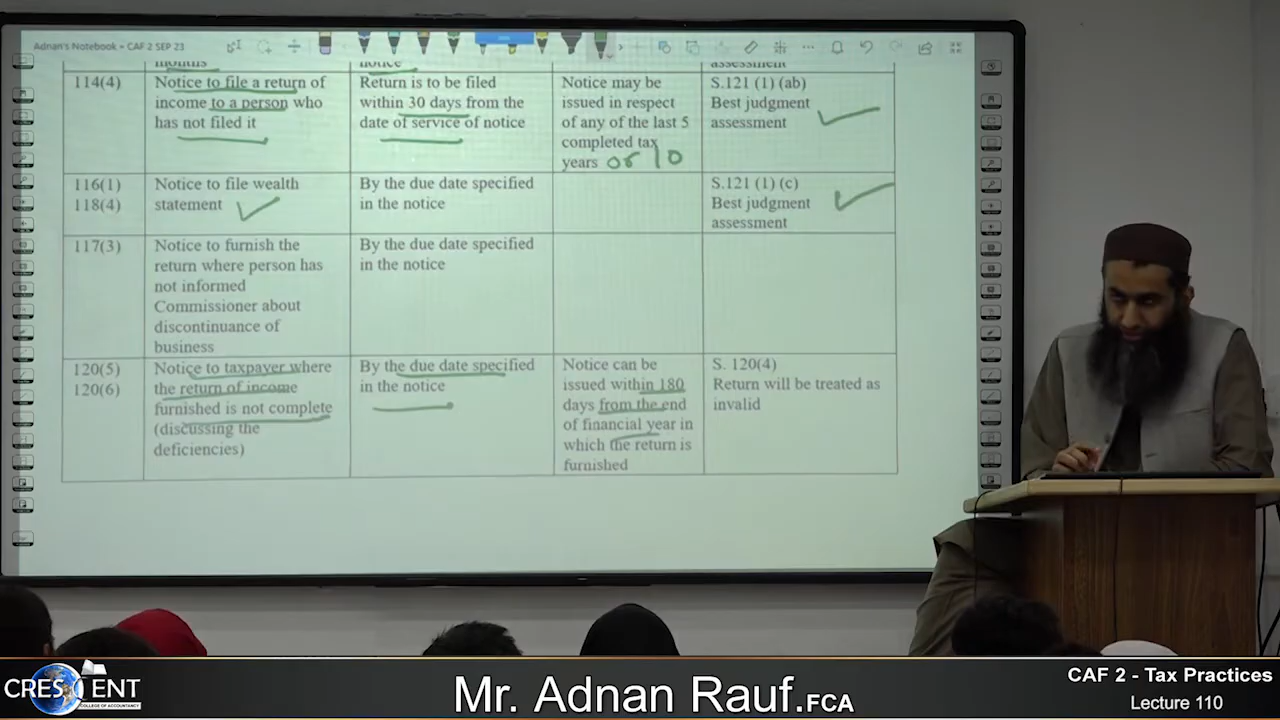 Adnan's Notebook » CAF 2 SEP 23
months
notice
assessment
114(4)
Notice to file a return of
income to a person who
has not filed it
Return is to be filed
within 30 days from the
date of service of notice
Notice may be
issued in respect
of any of the last 5
completed tax
years or 10
S.121 (1) (ab)
Best judgment
assessment
116(1)
118(4)
Notice to file wealth
statement
By the due date specified
in the notice
S.121 (1) (c)
Best judgment
assessment
117(3)
Notice to furnish the
return where person has
not informed
Commissioner about
discontinuance of
business
By the due date specified
in the notice
120(5)
120(6)
Notice to taxpayer where
the return of income
furnished is not complete
(discussing the
deficiencies)
By the due date specified
in the notice
Notice can be
issued within 180
days from the end
of financial year in
which the return is
furnished
S. 120(4)
Return will be treated as
invalid
CRESCENT
COLLEGE OF ACCOUNTANCY
Mr. Adnan Rauf.FCA
CAF 2 - Tax Practices
Lecture 110